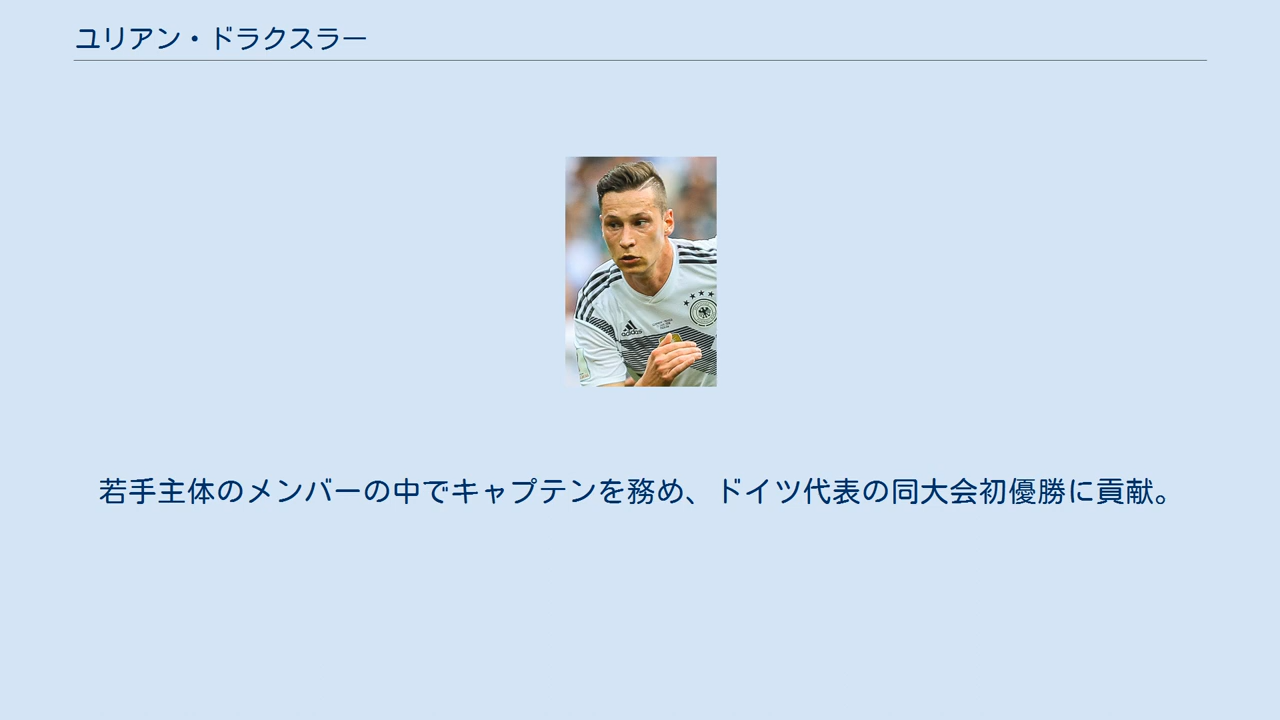 ユリアン・ドラクスラー
adidas
若手主体のメンバーの中でキャプテンを務め、ドイツ代表の同大会初優勝に貢献。